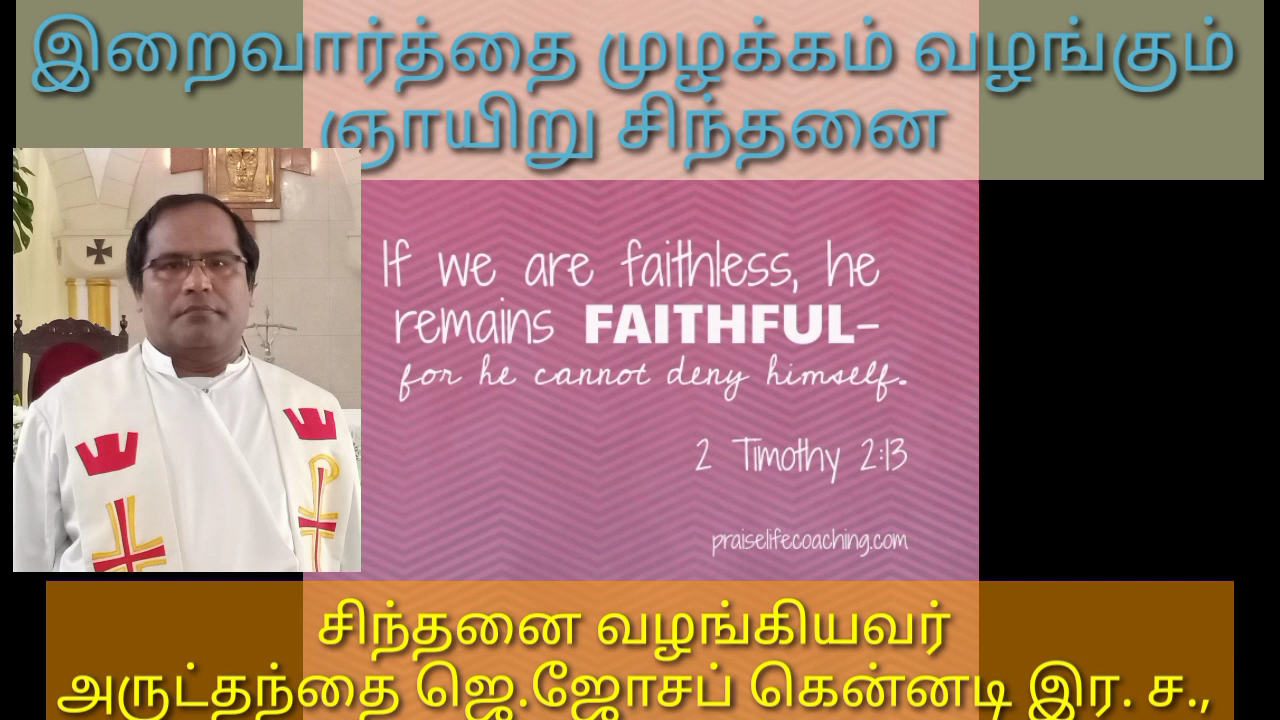 இறைவார்த்தை முழக்கம் வழங்கும்
ஞாயிறு சிந்தனை
If we are faithless, he
remains FAITHFUL–
for he cannot deny himself.
2 Timothy 2:13
praiselifecoaching.com
சிந்தனை வழங்கியவர்
அருட்தந்தை ஜெ.ஜோசப் கென்னடி இர. ச.,